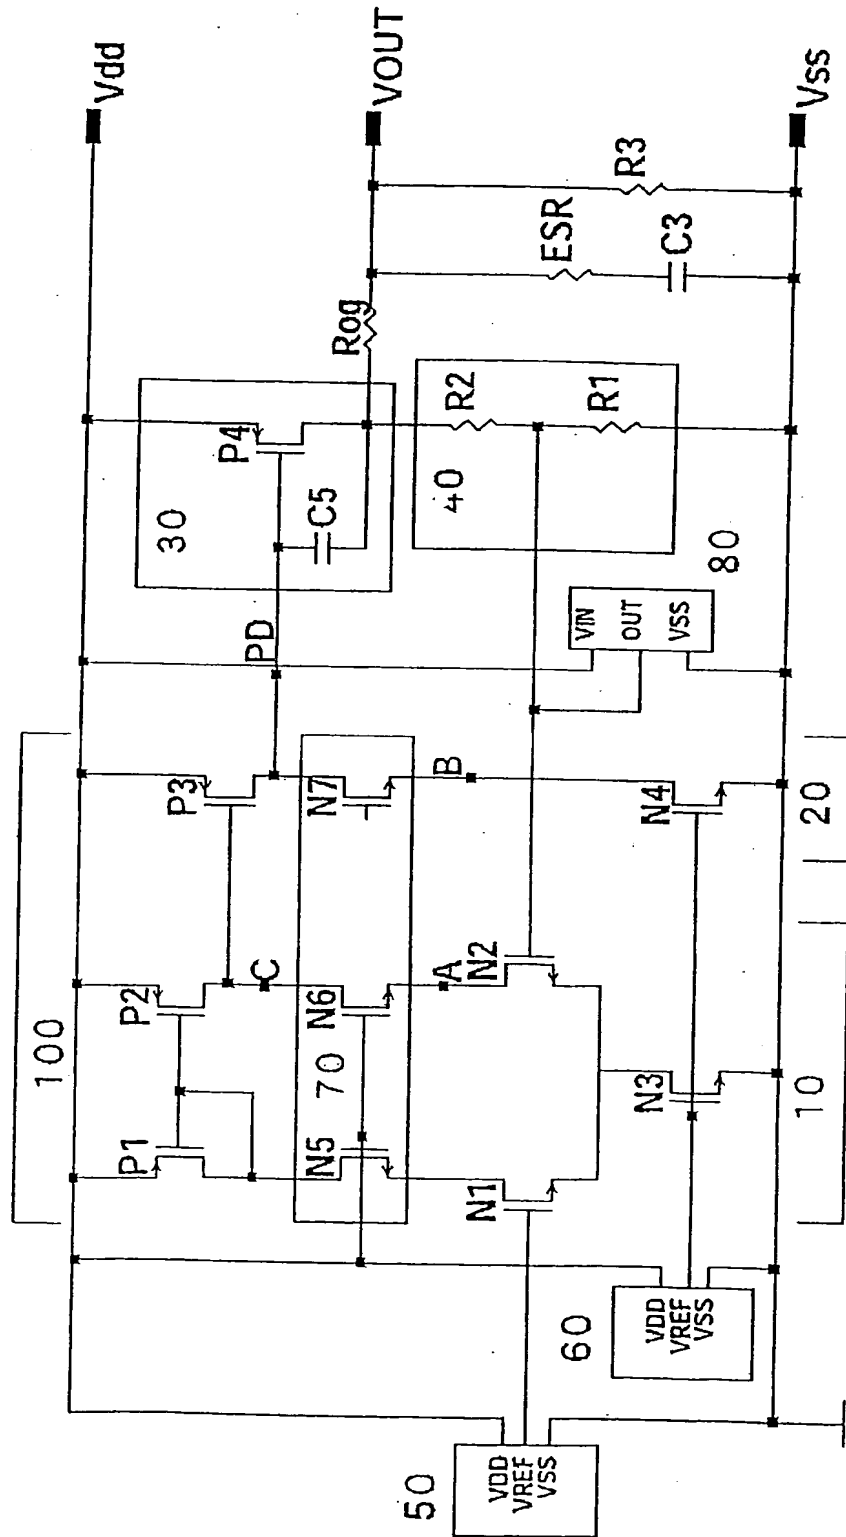 100
Vdd
P1
P2
P3
P4
30
C5
PD
Rog
VOUT
C
N5
70
N6
N7
A
B
40
R2
R1
ESR
C3
R3
N1
N2
VIN
OUT
VSS
80
50
VDD
VREF
VSS
60
VDD
VREF
VSS
N3
N4
10
20
Vss